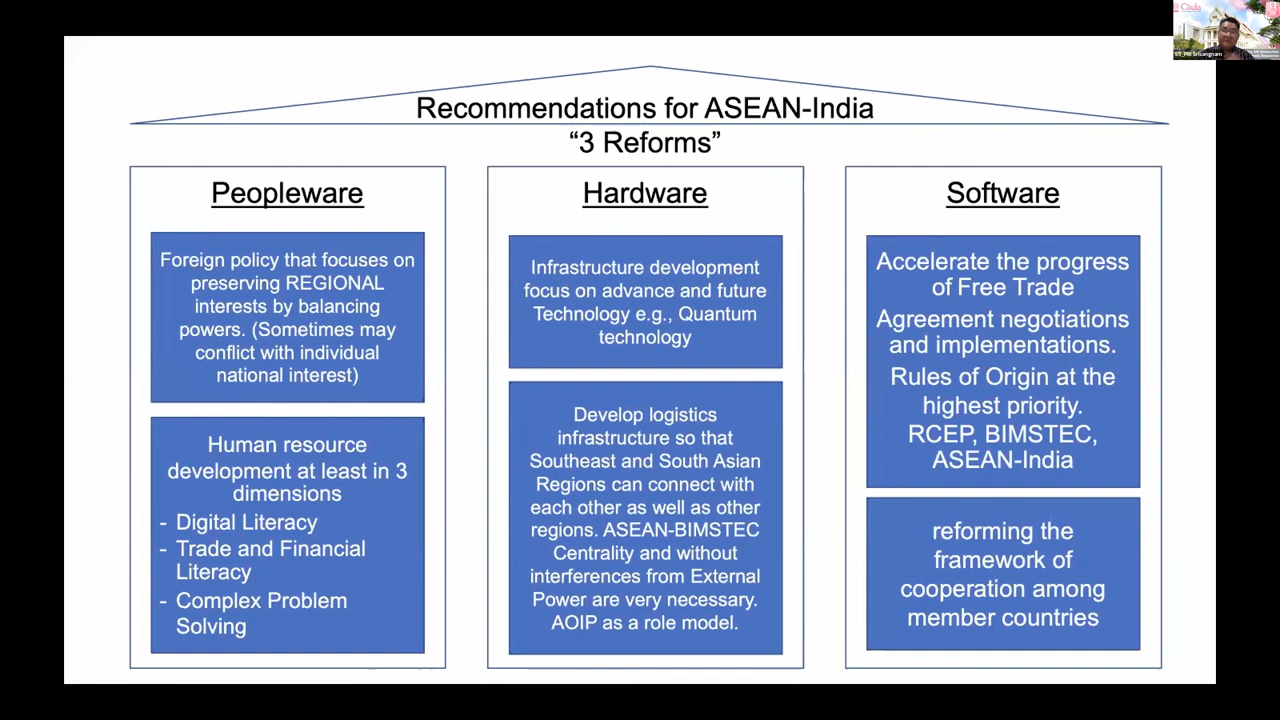 Recommendations for ASEAN-India
“3 Reforms”
Peopleware
Foreign policy that focuses on
preserving REGIONAL
interests by balancing
powers. (Sometimes may
conflict with individual
national interest)
Human resource
development at least in 3
dimensions
- Digital Literacy
- Trade and Financial
Literacy
- Complex Problem
Solving
Hardware
Infrastructure development
focus on advance and future
Technology e.g., Quantum
technology
Develop logistics
infrastructure so that
Southeast and South Asian
Regions can connect with
each other as well as other
regions. ASEAN-BIMSTEC
Centrality and without
interferences from External
Power are very necessary.
AOIP as a role model.
Software
Accelerate the progress
of Free Trade
Agreement negotiations
and implementations.
Rules of Origin at the
highest priority.
RCEP, BIMSTEC,
ASEAN-India
reforming the
framework of
cooperation among
member countries
Chula
Srisangnam